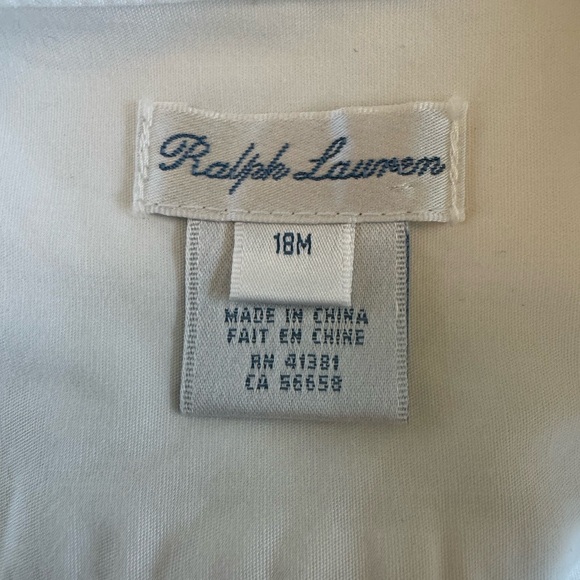 Ralph Lauren
18M
MADE IN CHINA
FAIT EN CHINE
RN 41381
CA 56658